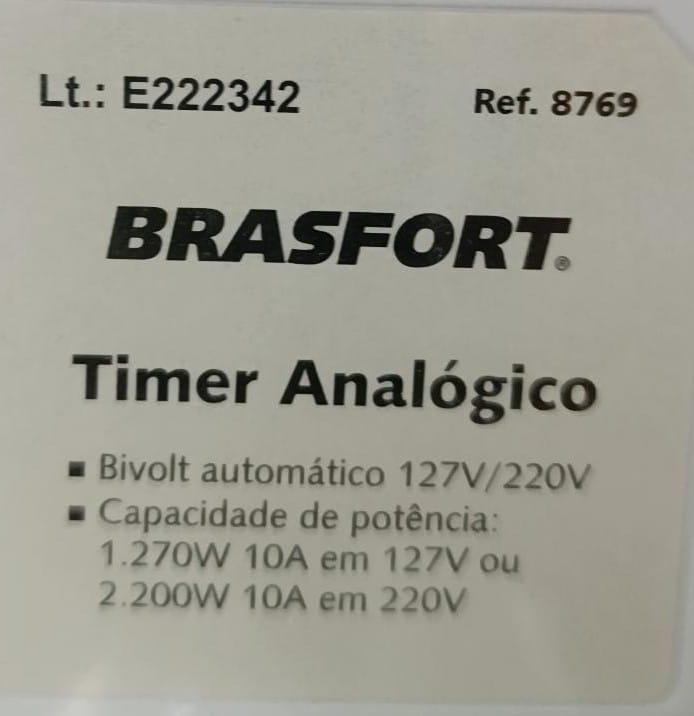 Lt.: E222342 Ref. 8769
BRASFORT®
Timer Analógico
▪ Bivolt automático 127V/220V
▪ Capacidade de potência:
1.270W 10A em 127V ou
2.200W 10A em 220V